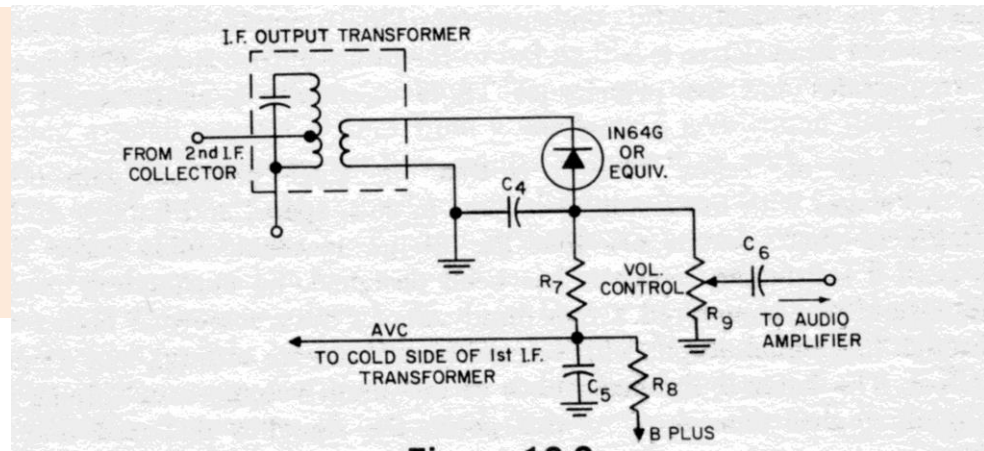 I.F. OUTPUT TRANSFORMER
FROM 2nd I.F.
COLLECTOR
IN64G
OR
EQUIV.
C4
R7
VOL.
CONTROL
R9
C6
TO AUDIO
AMPLIFIER
AVC
TO COLD SIDE OF 1st I.F.
TRANSFORMER
C5
R8
B PLUS